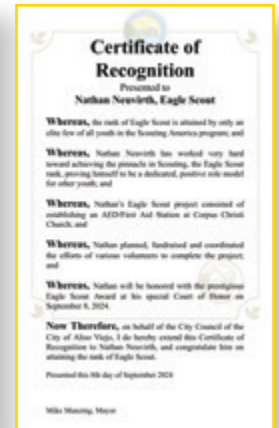 Certificate of
Recognition
Presented to
Nathan Neuvirth, Eagle Scout
Whereas, the rank of Eagle Scout is attained by only an
elite few of all youth in the Scouting America program; and
Whereas, Nathan Neuvirth has worked very hard
toward achieving the pinnacle in Scouting, the Eagle Scout
rank, proving himself to be a dedicated, positive role model
for other youth; and
Whereas, Nathan's Eagle Scout project consisted of
establishing an AED/First Aid Station at Corpus Christi
Church; and
Whereas, Nathan planned, fundraised and coordinated
the efforts of various volunteers to complete the project;
and
Whereas, Nathan will be honored with the prestigious
Eagle Scout Award at his special Court of Honor on
September 8, 2024.
Now Therefore, on behalf of the City Council of the
City of Aliso Viejo, I do hereby extend this Certificate of
Recognition to Nathan Neuvirth, and congratulate him on
attaining the rank of Eagle Scout.
Presented this 8th day of September 2024
Mike Munzing, Mayor